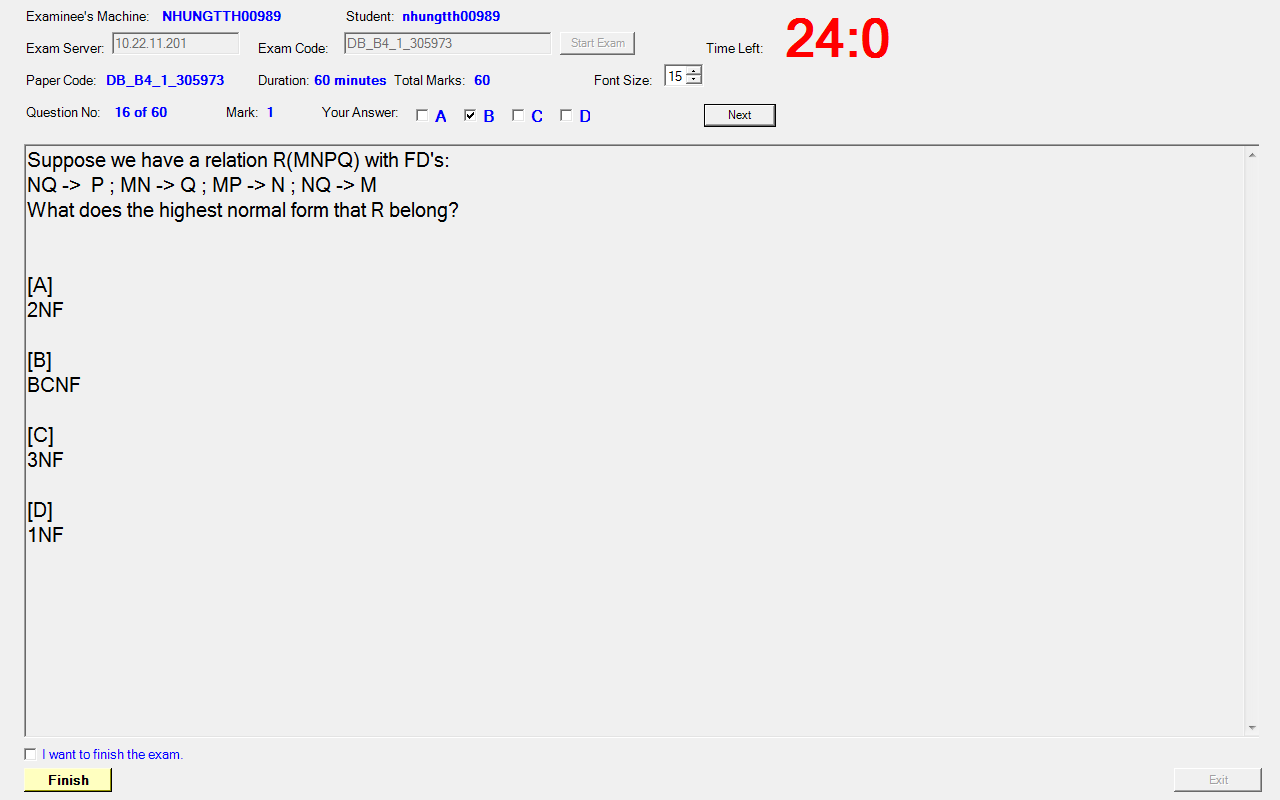 Examinee's Machine: NHUNGTTH00989 Student: nhungtth00989
Exam Server: 10.22.11.201 Exam Code: DB_B4_1_305973 Start Exam Time Left: 24:0
Paper Code: DB_B4_1_305973 Duration: 60 minutes Total Marks: 60 Font Size: 15
Question No: 16 of 60 Mark: 1 Your Answer: A B C D Next
Suppose we have a relation R(MNPQ) with FD's:
NQ -> P ; MN -> Q ; MP -> N ; NQ -> M
What does the highest normal form that R belong?
[A]
2NF
[B]
BCNF
[C]
3NF
[D]
1NF
I want to finish the exam.
Finish Exit